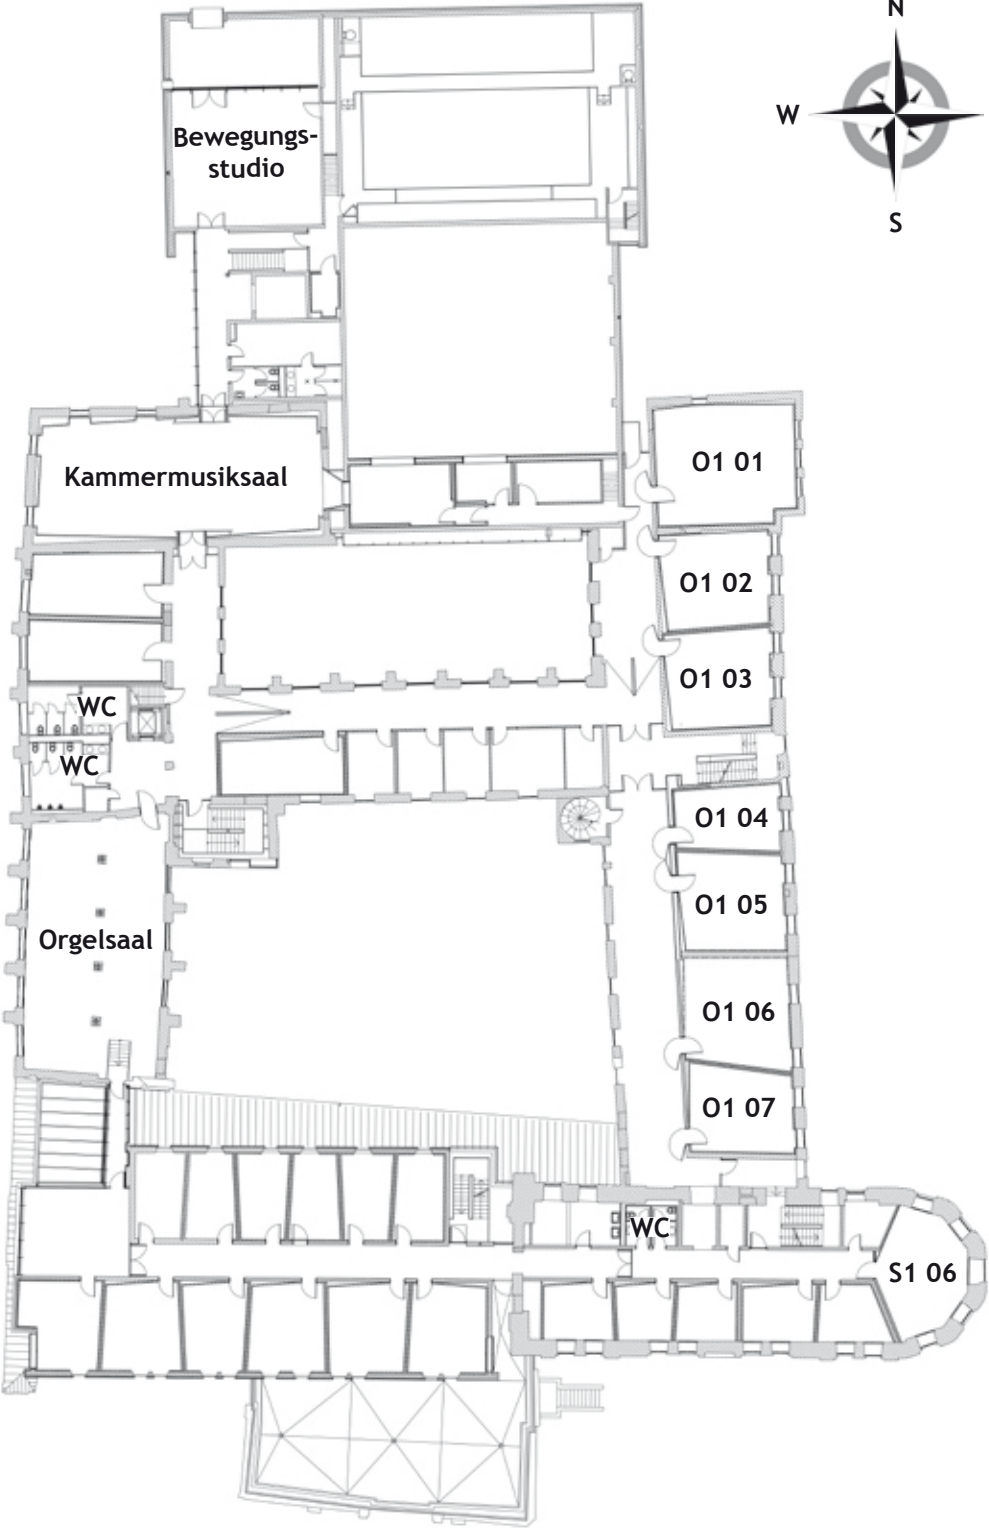 N
W
S
Bewegungs-
studio
Kammermusiksaal
O1 01
O1 02
O1 03
WC
WC
O1 04
O1 05
Orgelsaal
O1 06
O1 07
WC
S1 06